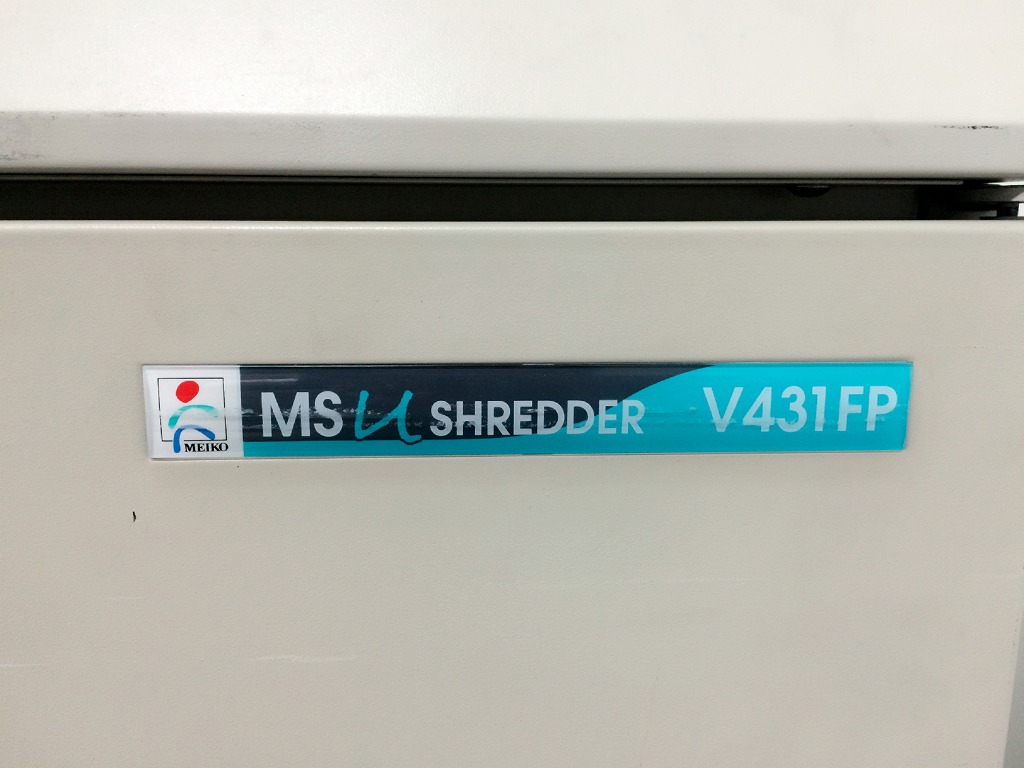 MEIKO
MS u SHREDDER V431FP